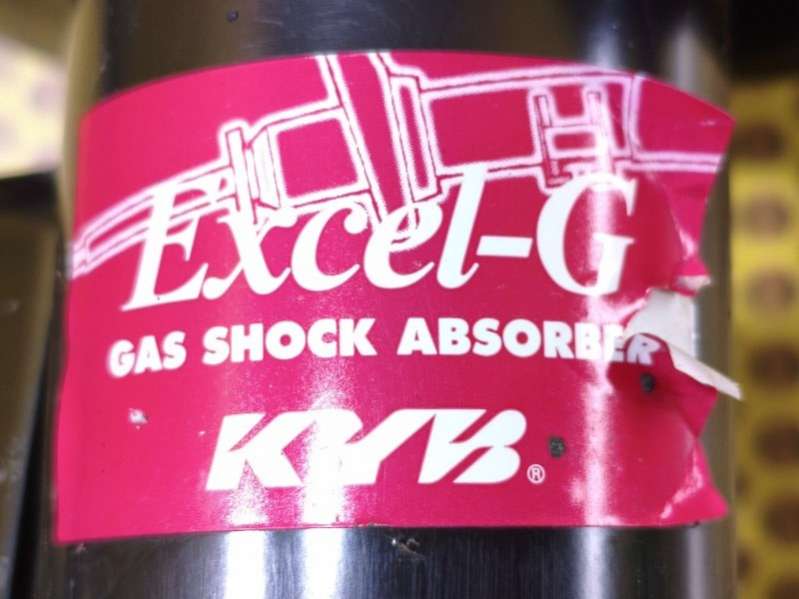 Excel-G
GAS SHOCK ABSORBER
KYB®